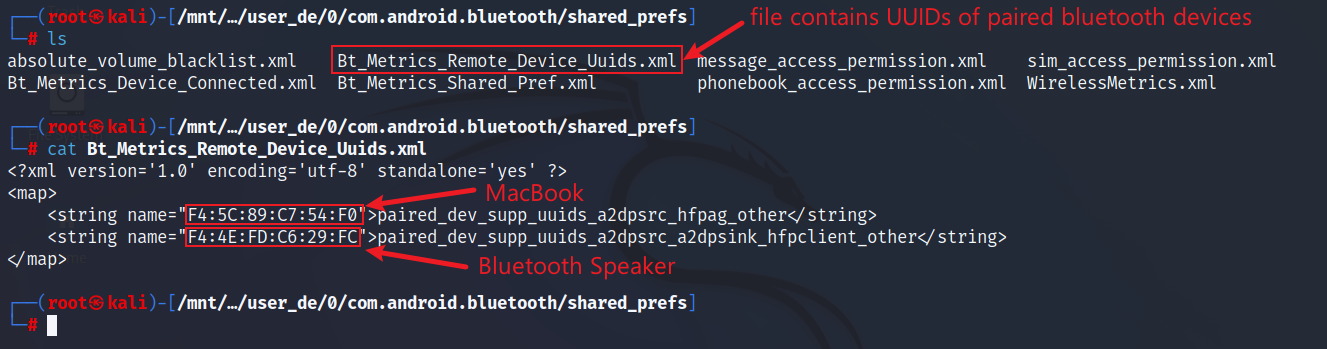 ┌──(root㉿kali)-[/mnt/…/user_de/0/com.android.bluetooth/shared_prefs]
file contains UUIDs of paired bluetooth devices
└─# ls
absolute_volume_blacklist.xml Bt_Metrics_Remote_Device_Uuids.xml message_access_permission.xml sim_access_permission.xml
Bt_Metrics_Device_Connected.xml Bt_Metrics_Shared_Pref.xml phonebook_access_permission.xml WirelessMetrics.xml
┌──(root㉿kali)-[/mnt/…/user_de/0/com.android.bluetooth/shared_prefs]
└─# cat Bt_Metrics_Remote_Device_Uuids.xml
<?xml version='1.0' encoding='utf-8' standalone='yes' ?>
<map>
MacBook
<string name="F4:5C:89:C7:54:F0">paired_dev_supp_uuids_a2dpsrc_hfpag_other</string>
<string name="F4:4E:FD:C6:29:FC">paired_dev_supp_uuids_a2dpsrc_a2dpsink_hfpclient_other</string>
</map>
Bluetooth Speaker
┌──(root㉿kali)-[/mnt/…/user_de/0/com.android.bluetooth/shared_prefs]
└─#